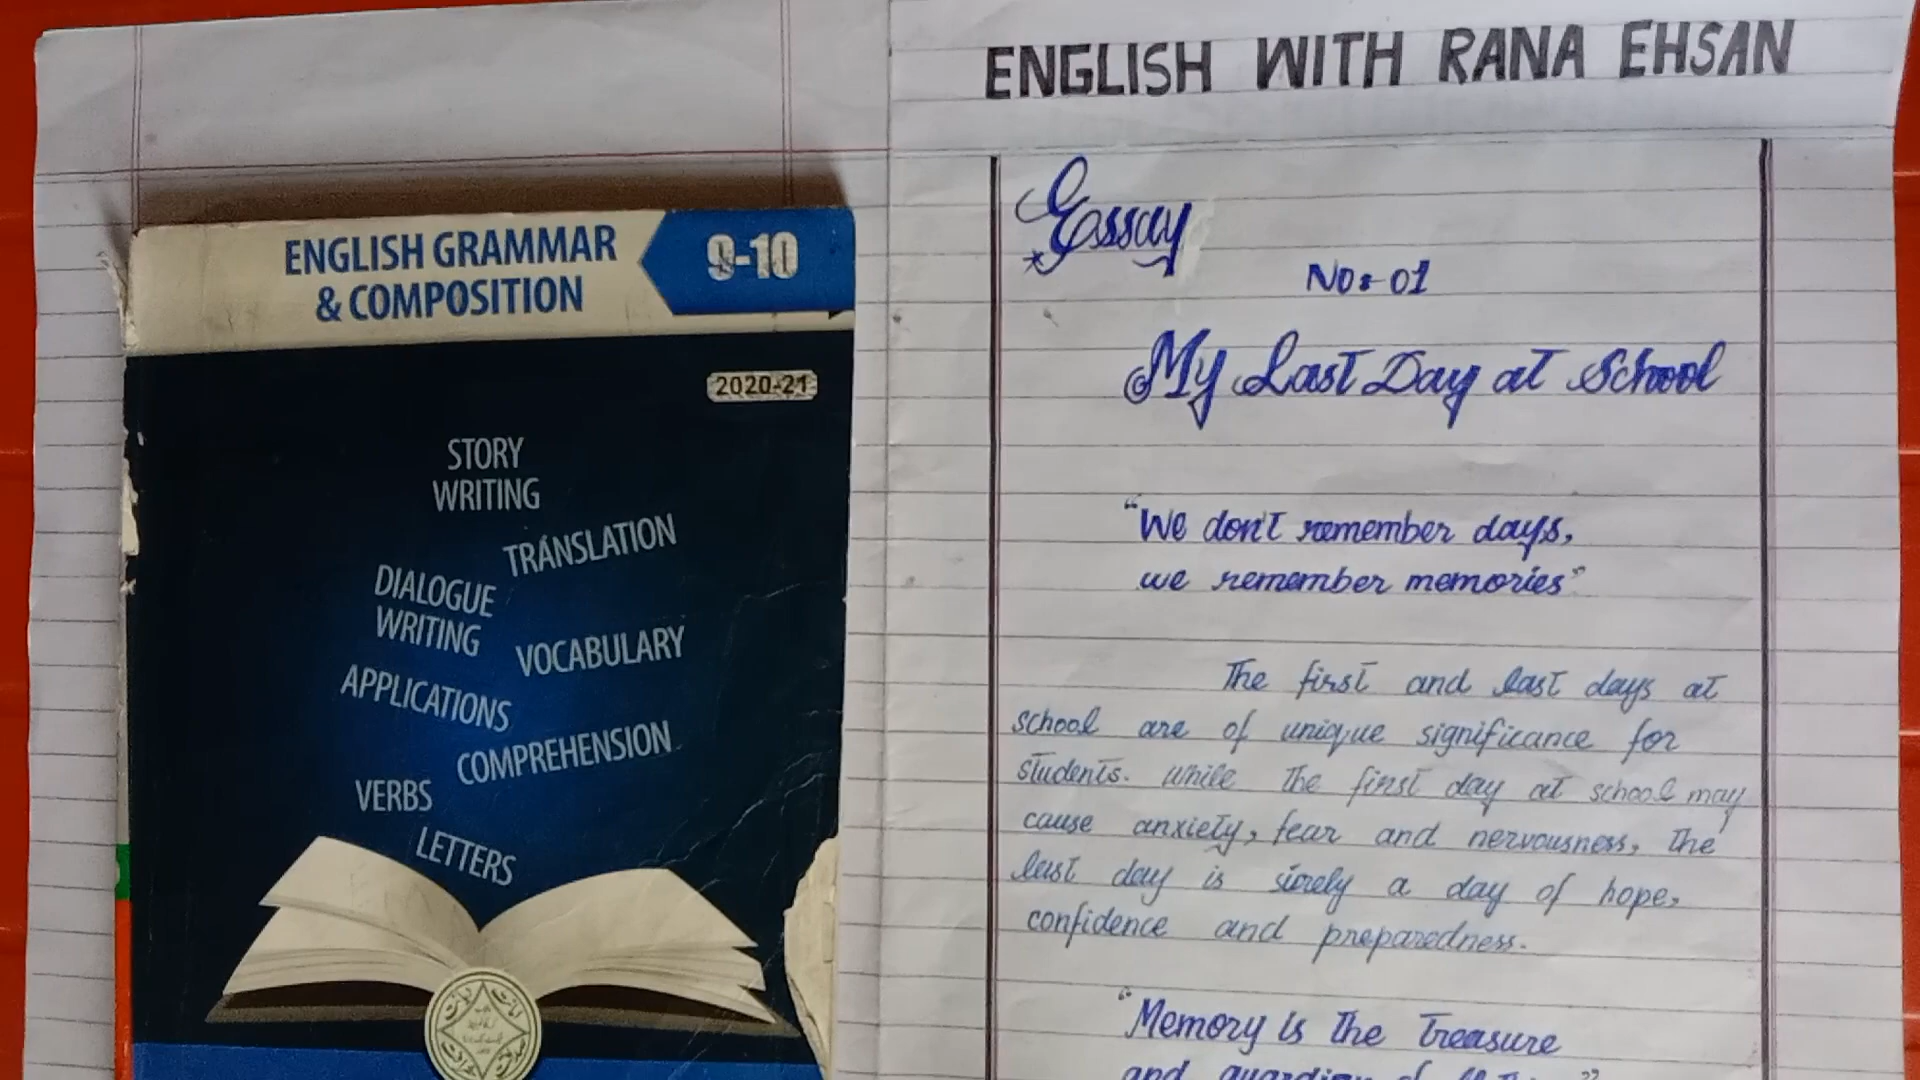 ENGLISH GRAMMAR
& COMPOSITION
9-10
2020-21
STORY
WRITING
TRANSLATION
DIALOGUE
WRITING
VOCABULARY
APPLICATIONS
COMPREHENSION
VERBS
LETTERS
ENGLISH WITH RANA EHSAN
Essay
No:-01
My Last Day at School
"We don't remember days,
we remember memories"
The first and last days at
school are of unique significance for
students. While the first day at school may
cause anxiety, fear and nervousness, the
last day is surely a day of hope,
confidence and preparedness.
"Memory is the Treasure
and guardian of